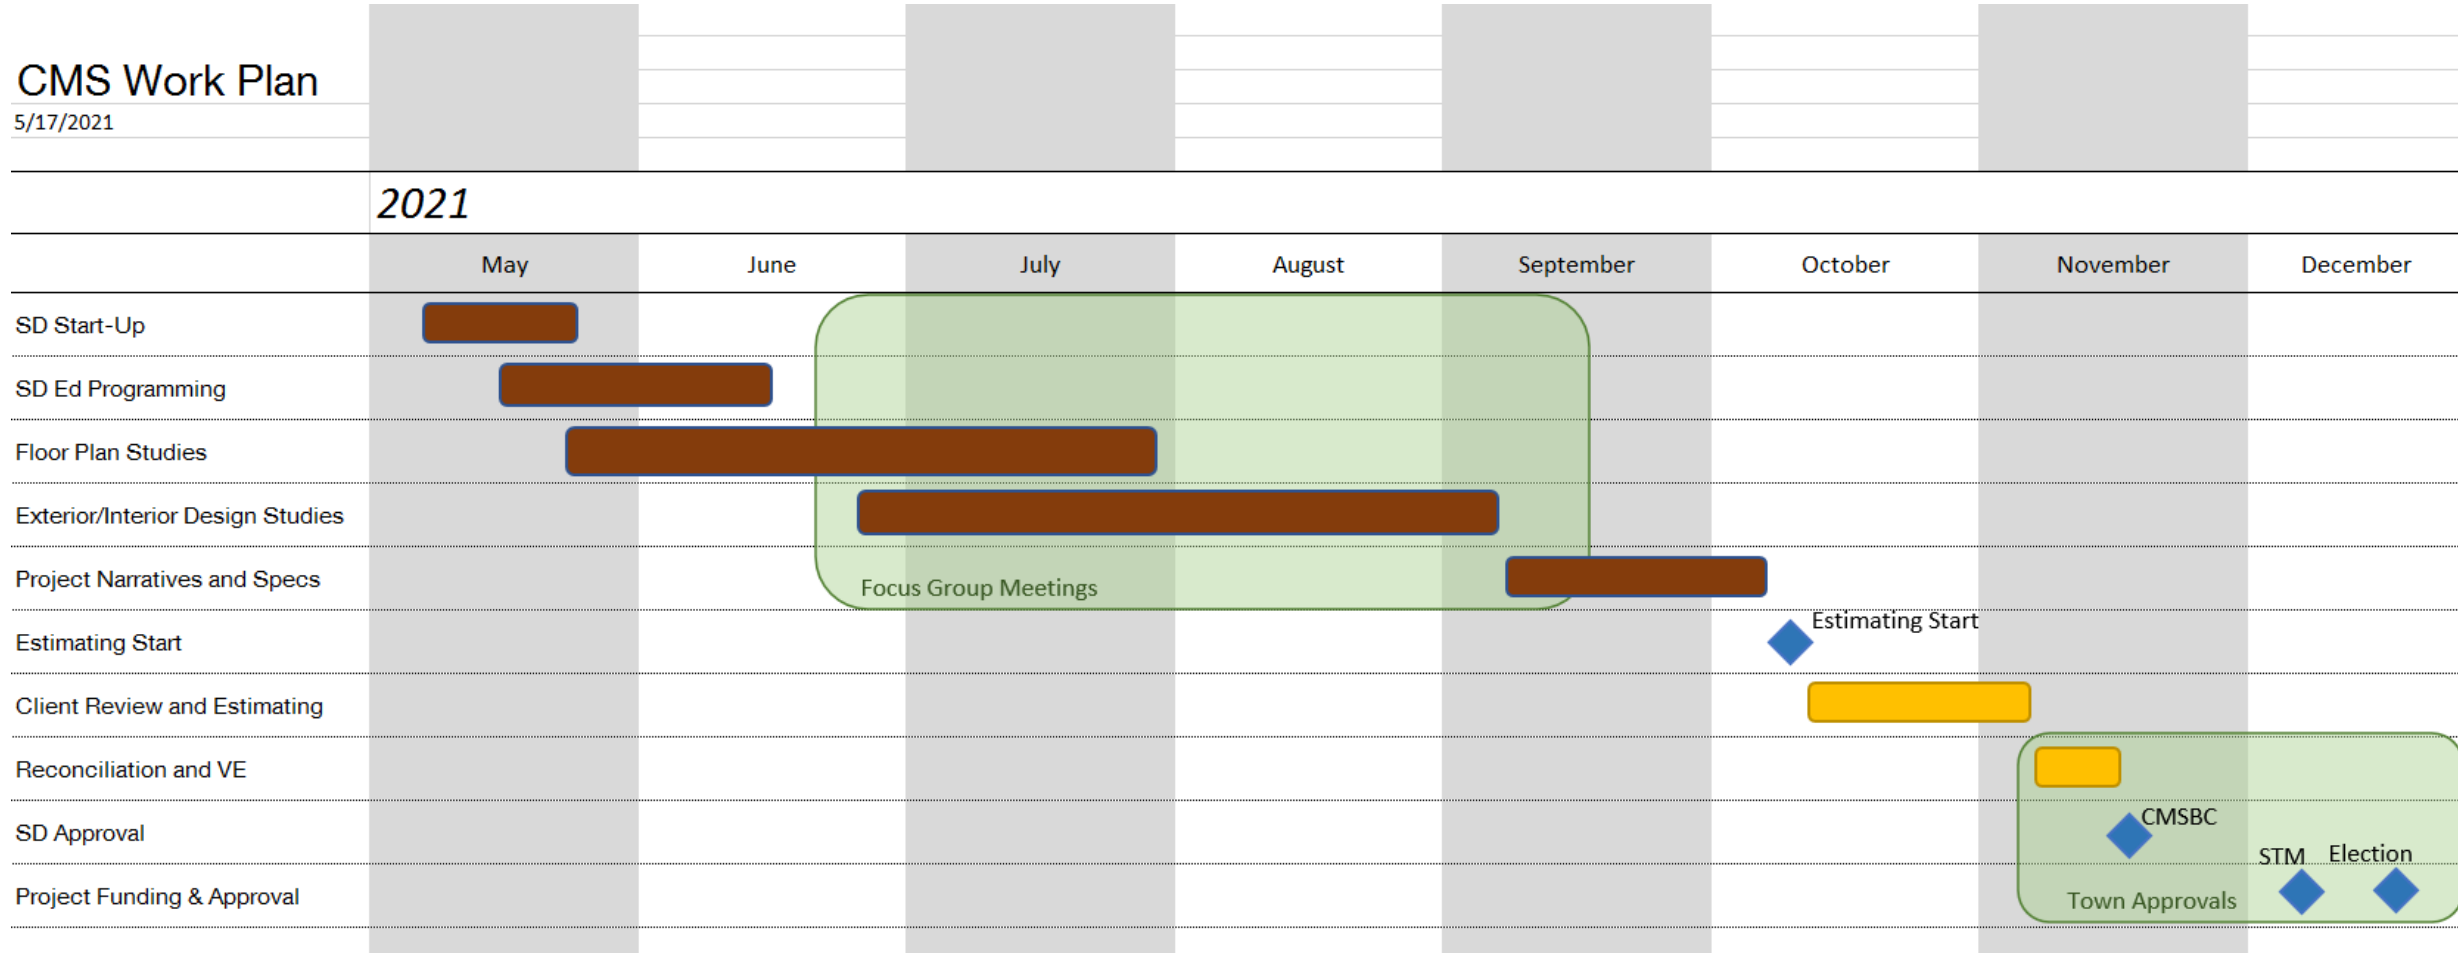 CMS Work Plan
5/17/2021
2021
May June July August September October November December
SD Start-Up
SD Ed Programming
Floor Plan Studies
Exterior/Interior Design Studies
Project Narratives and Specs
Focus Group Meetings
Estimating Start
Estimating Start
Client Review and Estimating
Reconciliation and VE
SD Approval
CMSBC
STM Election
Project Funding & Approval
Town Approvals